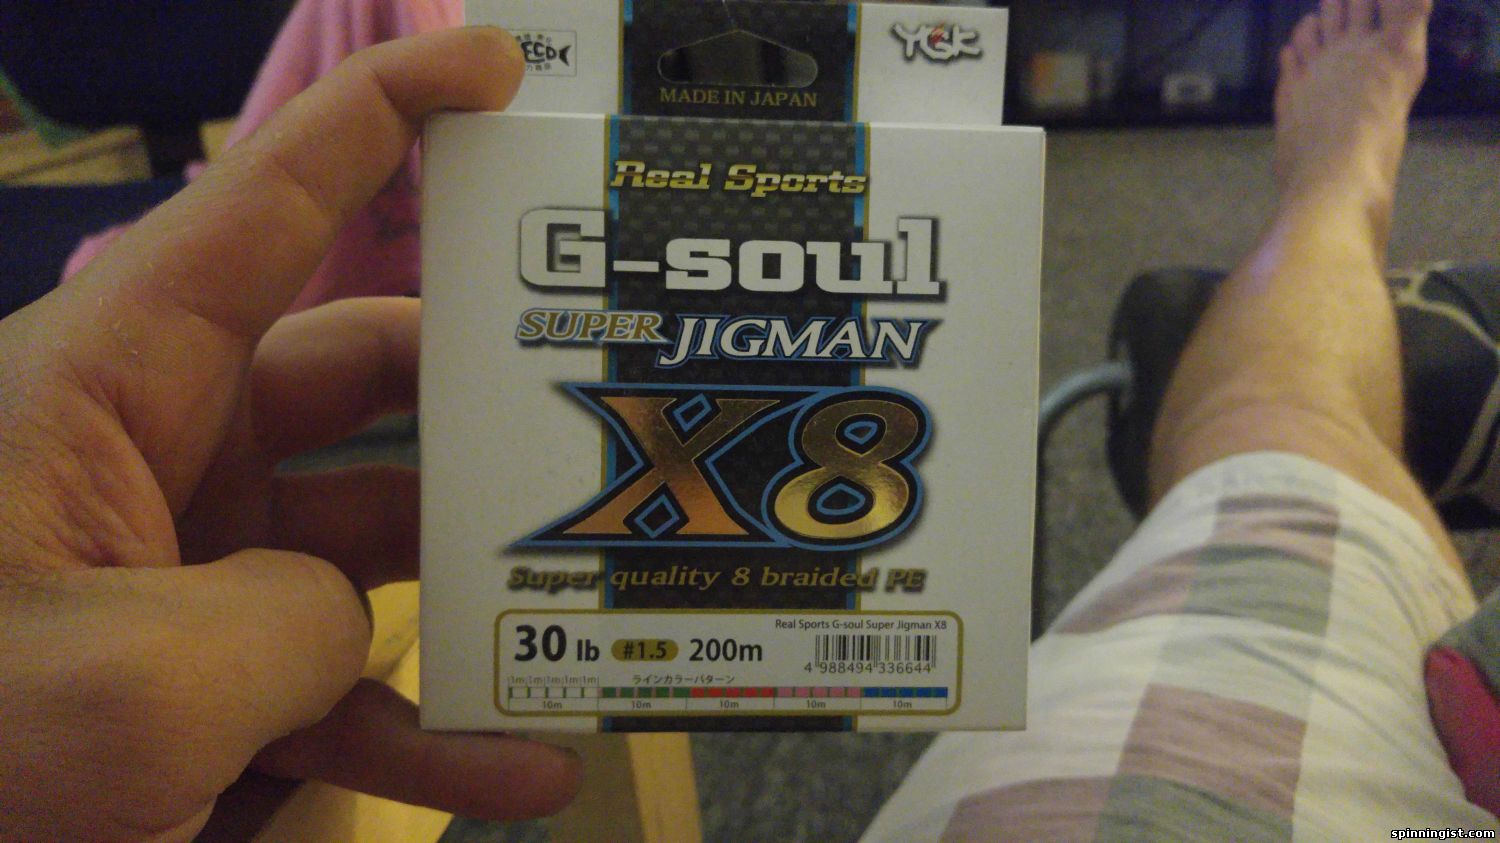 ECD
YGK
MADE IN JAPAN
Real Sports
G-soul
SUPER JIGMAN
X8
Super quality 8 braided PE
Real Sports G-soul Super Jigman X8
30 lb #1.5 200m
4 988494 336644
1m 1m 1m 1m 1m ラインカラーパターン
10m 10m 10m 10m 10m
spinningist.com